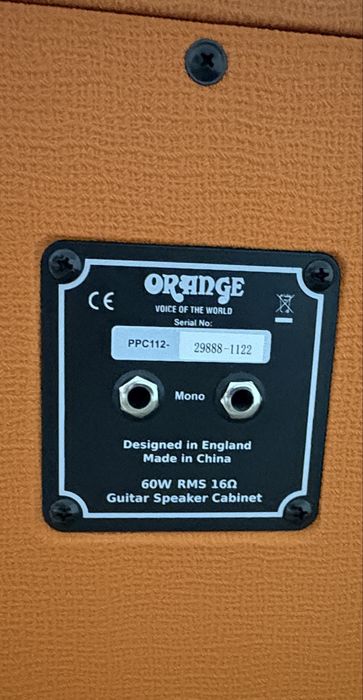 ORANGE
VOICE OF THE WORLD
CE
Serial No:
PPC112- 29888-1122
Mono
Designed in England
Made in China
60W RMS 16Ω
Guitar Speaker Cabinet